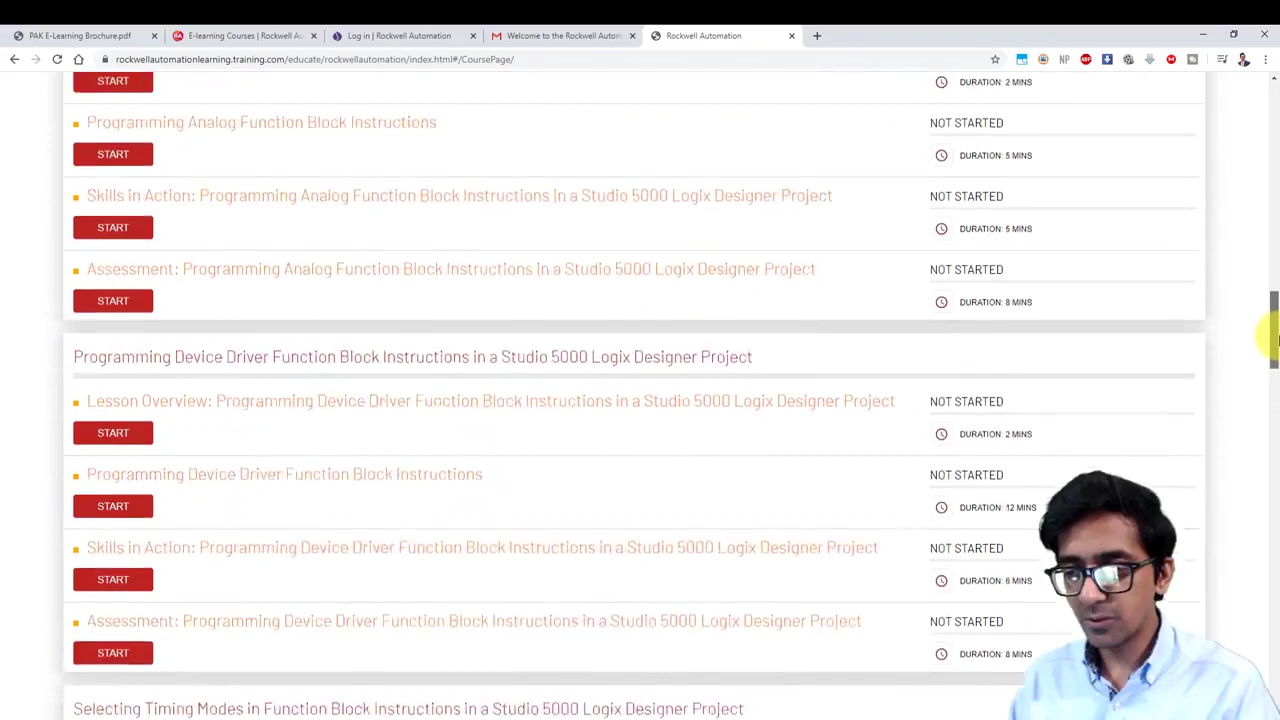 PAK E-Learning Brochure.pdf
E-learning Courses | Rockwell Au
Log in | Rockwell Automation
Welcome to the Rockwell Autom
Rockwell Automation
rockwellautomationlearning.training.com/educate/rockwellautomation/index.html#/CoursePage/
NP
ABP
START
DURATION: 2 MINS
Programming Analog Function Block Instructions
NOT STARTED
START
DURATION: 5 MINS
Skills in Action: Programming Analog Function Block Instructions in a Studio 5000 Logix Designer Project
NOT STARTED
START
DURATION: 5 MINS
Assessment: Programming Analog Function Block Instructions in a Studio 5000 Logix Designer Project
NOT STARTED
START
DURATION: 8 MINS
Programming Device Driver Function Block Instructions in a Studio 5000 Logix Designer Project
Lesson Overview: Programming Device Driver Function Block Instructions in a Studio 5000 Logix Designer Project
NOT STARTED
START
DURATION: 2 MINS
Programming Device Driver Function Block Instructions
NOT STARTED
START
DURATION: 12 MINS
Skills in Action: Programming Device Driver Function Block Instructions in a Studio 5000 Logix Designer Project
NOT STARTED
START
DURATION: 6 MINS
Assessment: Programming Device Driver Function Block Instructions in a Studio 5000 Logix Designer Project
NOT STARTED
START
DURATION: 8 MINS
Selecting Timing Modes in Function Block Instructions in a Studio 5000 Logix Designer Project